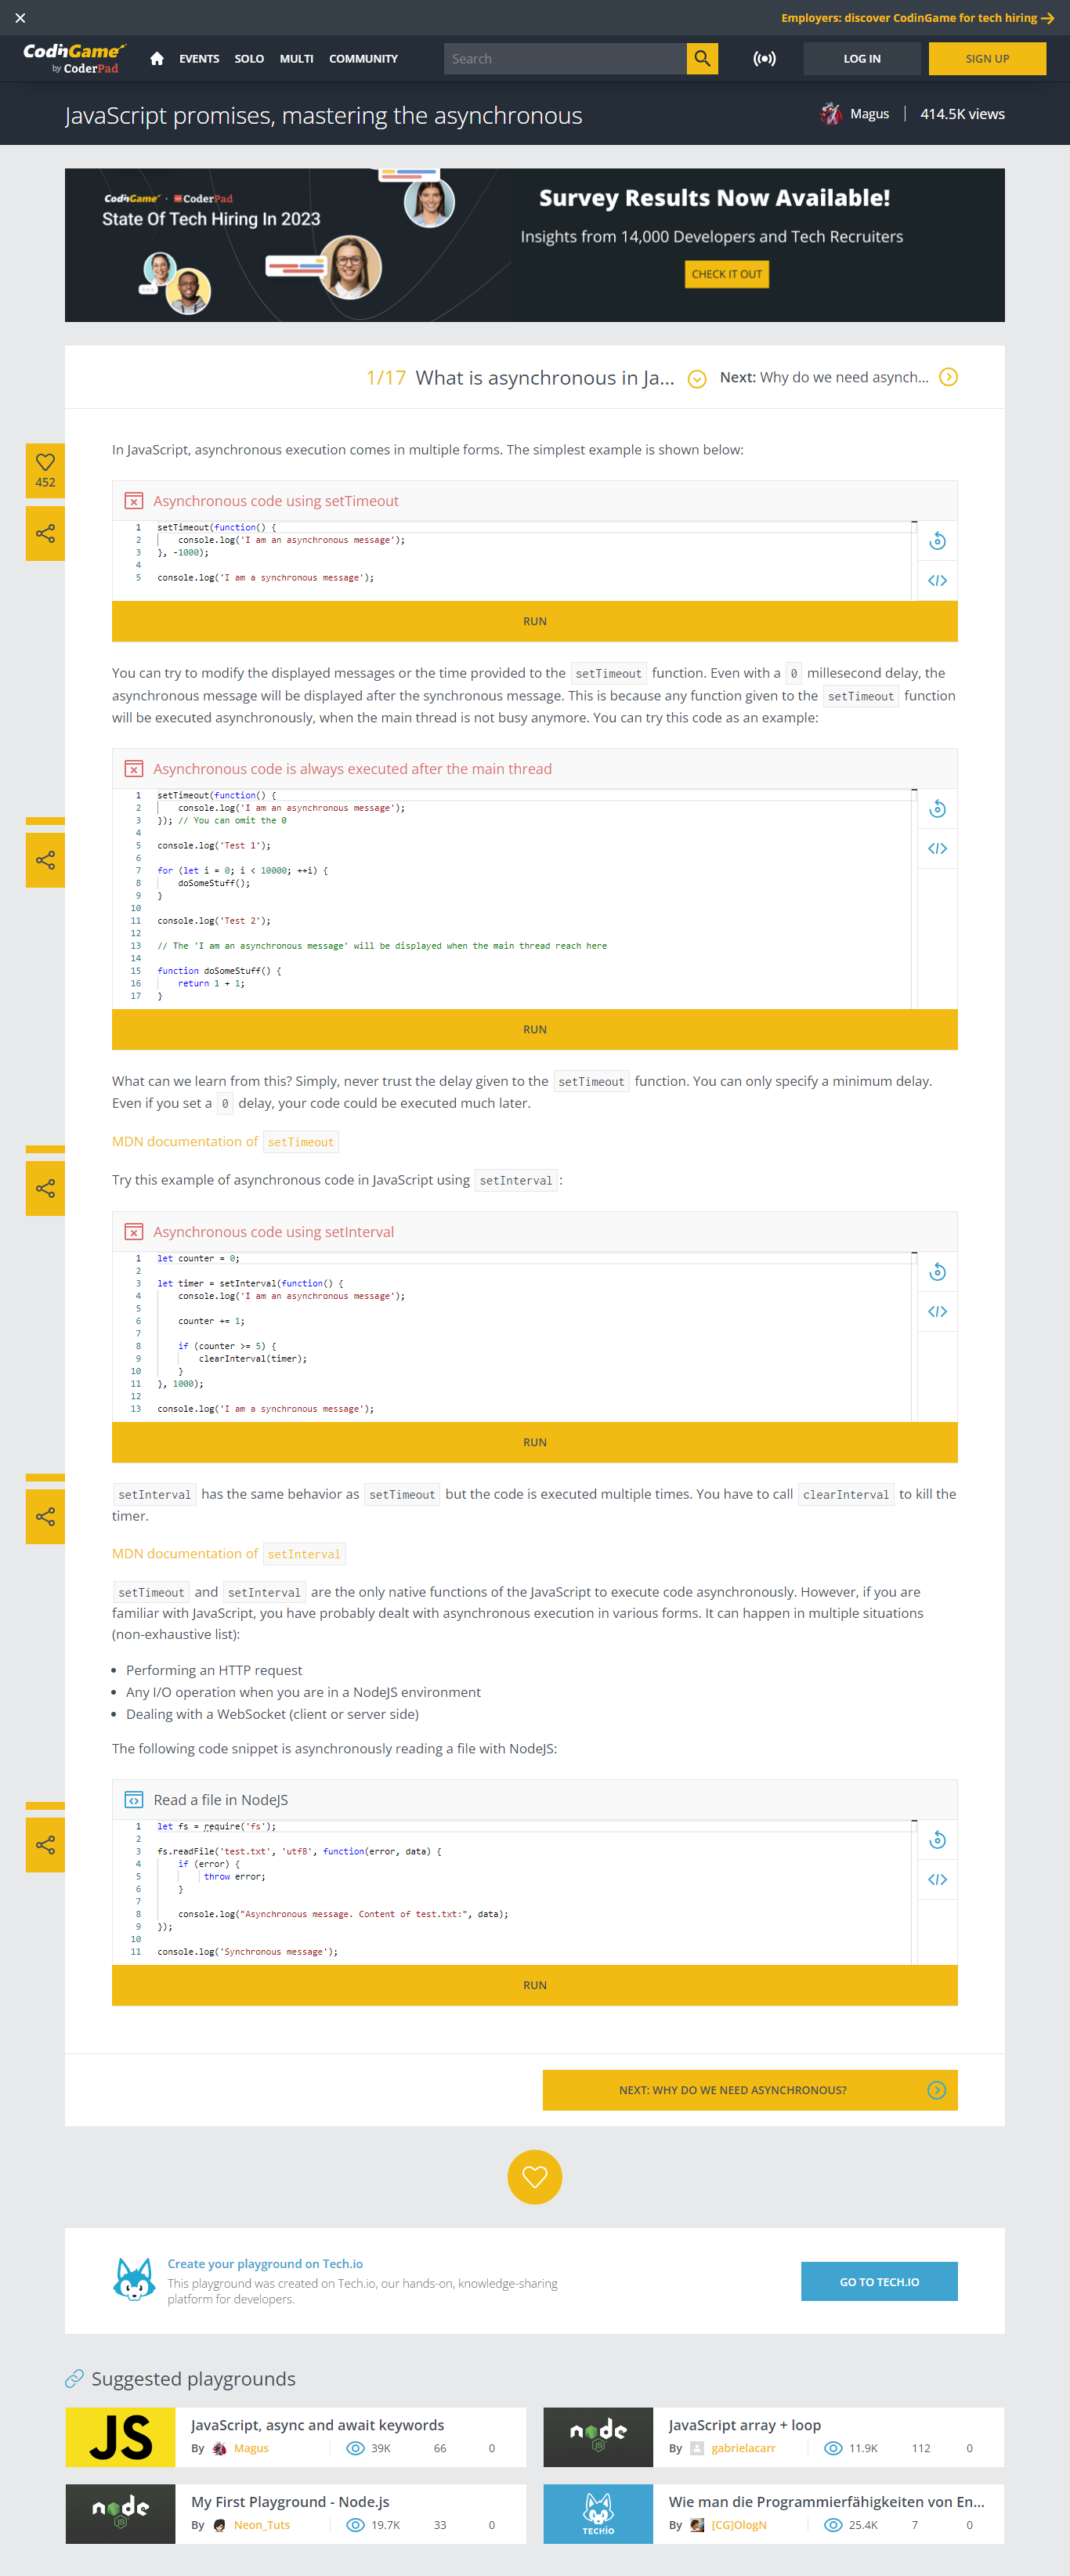 Employers: discover CodinGame for tech hiring
CodinGame
by CoderPad
EVENTS SOLO MULTI COMMUNITY
Search
LOG IN
SIGN UP
JavaScript promises, mastering the asynchronous
Magus
414.5K views
CodinGame · CoderPad
State Of Tech Hiring In 2023
Survey Results Now Available!
Insights from 14,000 Developers and Tech Recruiters
CHECK IT OUT
1/17 What is asynchronous in Ja...
Next: Why do we need asynch...
452
In JavaScript, asynchronous execution comes in multiple forms. The simplest example is shown below:
Asynchronous code using setTimeout
1 setTimeout(function() {
2 console.log('I am an asynchronous message');
3 }, -1000);
4
5 console.log('I am a synchronous message');
RUN
You can try to modify the displayed messages or the time provided to the setTimeout function. Even with a 0 millesecond delay, the
asynchronous message will be displayed after the synchronous message. This is because any function given to the setTimeout function
will be executed asynchronously, when the main thread is not busy anymore. You can try this code as an example:
Asynchronous code is always executed after the main thread
1 setTimeout(function() {
2 console.log('I am an asynchronous message');
3 }); // You can omit the 0
4
5 console.log('Test 1');
6
7 for (let i = 0; i < 10000; ++i) {
8 doSomeStuff();
9 }
10
11 console.log('Test 2');
12
13 // The 'I am an asynchronous message' will be displayed when the main thread reach here
14
15 function doSomeStuff() {
16 return 1 + 1;
17 }
RUN
What can we learn from this? Simply, never trust the delay given to the setTimeout function. You can only specify a minimum delay.
Even if you set a 0 delay, your code could be executed much later.
MDN documentation of setTimeout
Try this example of asynchronous code in JavaScript using setInterval:
Asynchronous code using setInterval
1 let counter = 0;
2
3 let timer = setInterval(function() {
4 console.log('I am an asynchronous message');
5
6 counter += 1;
7
8 if (counter >= 5) {
9 clearInterval(timer);
10 }
11 }, 1000);
12
13 console.log('I am a synchronous message');
RUN
setInterval has the same behavior as setTimeout but the code is executed multiple times. You have to call clearInterval to kill the
timer.
MDN documentation of setInterval
setTimeout and setInterval are the only native functions of the JavaScript to execute code asynchronously. However, if you are
familiar with JavaScript, you have probably dealt with asynchronous execution in various forms. It can happen in multiple situations
(non-exhaustive list):
• Performing an HTTP request
• Any I/O operation when you are in a NodeJS environment
• Dealing with a WebSocket (client or server side)
The following code snippet is asynchronously reading a file with NodeJS:
Read a file in NodeJS
1 let fs = require('fs');
2
3 fs.readFile('test.txt', 'utf8', function(error, data) {
4 if (error) {
5 throw error;
6 }
7
8 console.log("Asynchronous message. Content of test.txt:", data);
9 });
10
11 console.log('Synchronous message');
RUN
NEXT: WHY DO WE NEED ASYNCHRONOUS?
Create your playground on Tech.io
This playground was created on Tech.io, our hands-on, knowledge-sharing
platform for developers.
GO TO TECH.IO
Suggested playgrounds
JS
JavaScript, async and await keywords
By Magus 39K 66 0
node
JS
JavaScript array + loop
By gabrielacarr 11.9K 112 0
node
JS
My First Playground - Node.js
By Neon_Tuts 19.7K 33 0
TECH.IO
Wie man die Programmierfähigkeiten von En...
By [CG]OlogN 25.4K 7 0